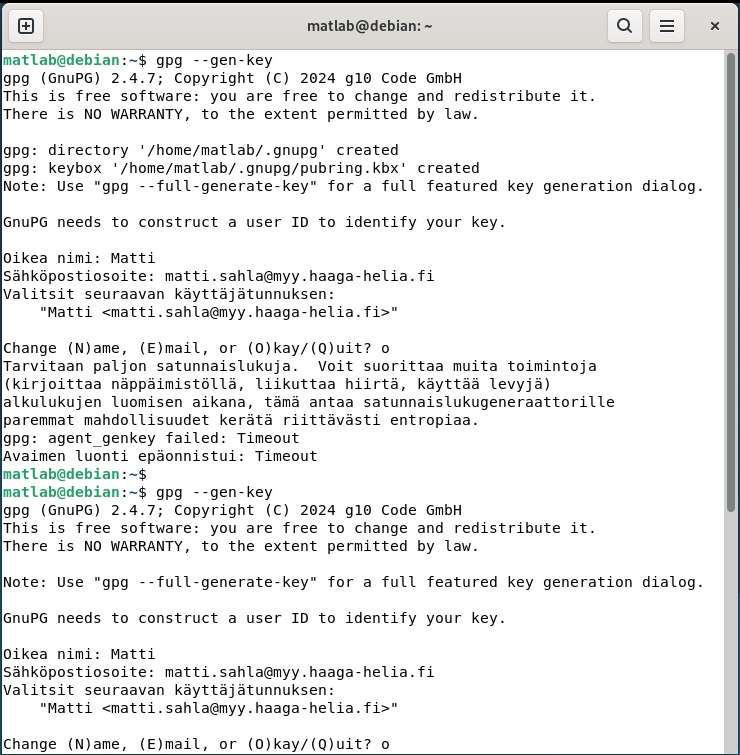 matlab@debian: ~
matlab@debian:~$ gpg --gen-key
gpg (GnuPG) 2.4.7; Copyright (C) 2024 g10 Code GmbH
This is free software: you are free to change and redistribute it.
There is NO WARRANTY, to the extent permitted by law.
gpg: directory '/home/matlab/.gnupg' created
gpg: keybox '/home/matlab/.gnupg/pubring.kbx' created
Note: Use "gpg --full-generate-key" for a full featured key generation dialog.
GnuPG needs to construct a user ID to identify your key.
Oikea nimi: Matti
Sähköpostiosoite: matti.sahla@myy.haaga-helia.fi
Valitsit seuraavan käyttäjätunnuksen:
    "Matti <matti.sahla@myy.haaga-helia.fi>"
Change (N)ame, (E)mail, or (O)kay/(Q)uit? o
Tarvitaan paljon satunnaislukuja.  Voit suorittaa muita toimintoja
(kirjoittaa näppäimistöllä, liikuttaa hiirtä, käyttää levyjä)
alkulukujen luomisen aikana, tämä antaa satunnaislukugeneraattorille
paremmat mahdollisuudet kerätä riittävästi entropiaa.
gpg: agent_genkey failed: Timeout
Avaimen luonti epäonnistui: Timeout
matlab@debian:~$
matlab@debian:~$ gpg --gen-key
gpg (GnuPG) 2.4.7; Copyright (C) 2024 g10 Code GmbH
This is free software: you are free to change and redistribute it.
There is NO WARRANTY, to the extent permitted by law.
Note: Use "gpg --full-generate-key" for a full featured key generation dialog.
GnuPG needs to construct a user ID to identify your key.
Oikea nimi: Matti
Sähköpostiosoite: matti.sahla@myy.haaga-helia.fi
Valitsit seuraavan käyttäjätunnuksen:
    "Matti <matti.sahla@myy.haaga-helia.fi>"
Change (N)ame, (E)mail, or (O)kay/(Q)uit? o